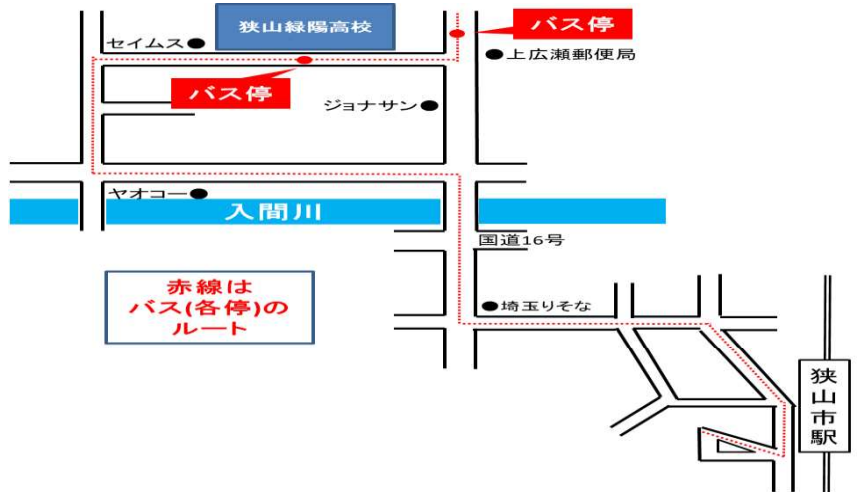 狭山緑陽高校
バス停
セイムス
上広瀬郵便局
バス停
ジョナサン
ヤオコー
入間川
国道16号
赤線は
バス(各停)の
ルート
埼玉りそな
狭山市駅